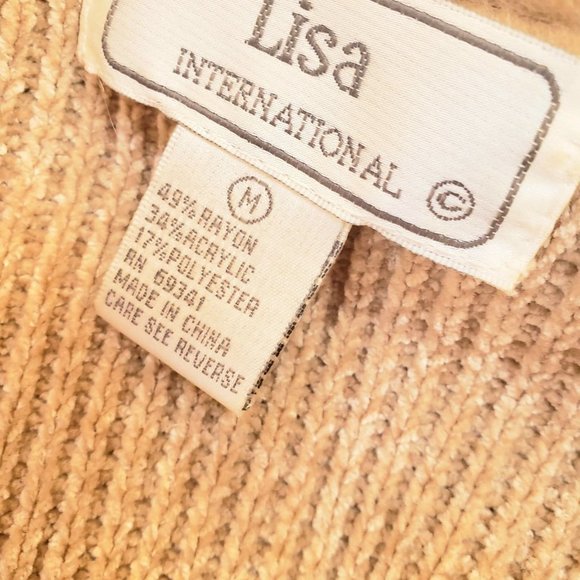 Lisa
INTERNATIONAL ©
M
49% RAYON
34% ACRYLIC
17% POLYESTER
RN 69341
MADE IN CHINA
CARE SEE REVERSE